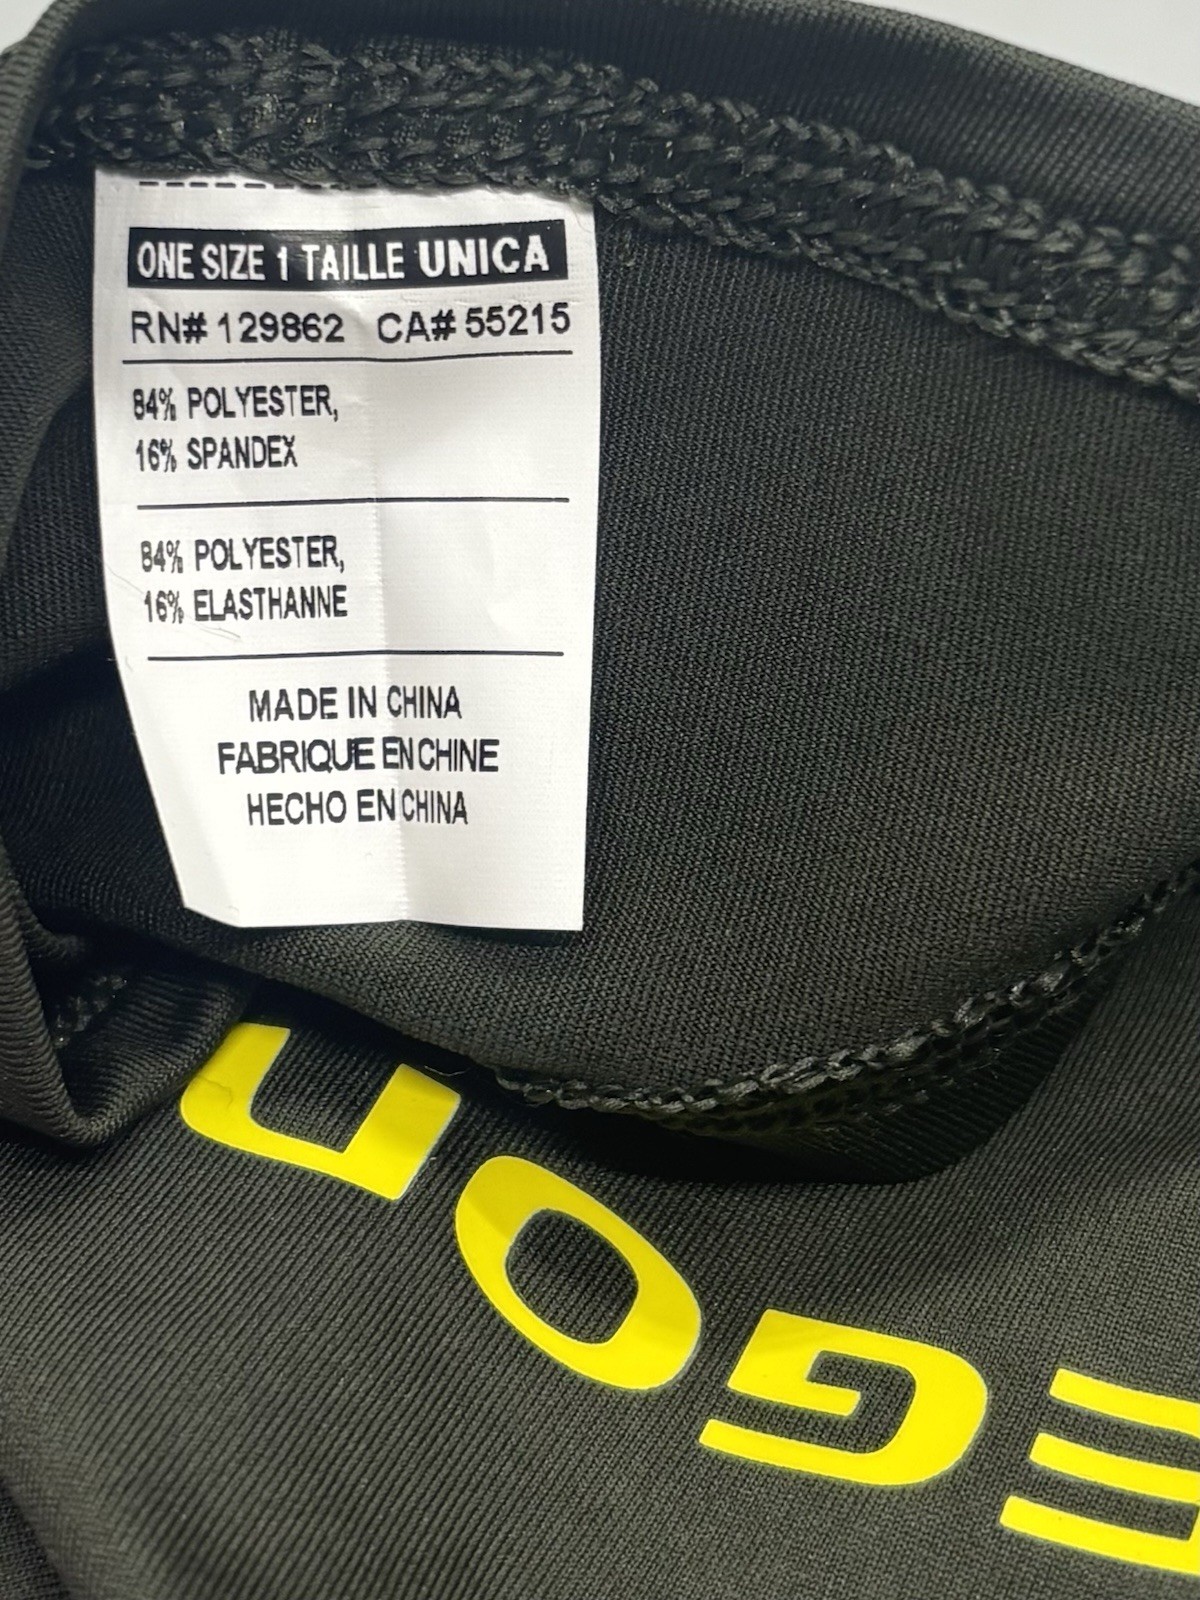 ONE SIZE 1 TAILLE UNICA
RN# 129862 CA# 55215
84% POLYESTER,
16% SPANDEX
84% POLYESTER,
16% ELASTHANNE
MADE IN CHINA
FABRIQUE EN CHINE
HECHO EN CHINA
EGON